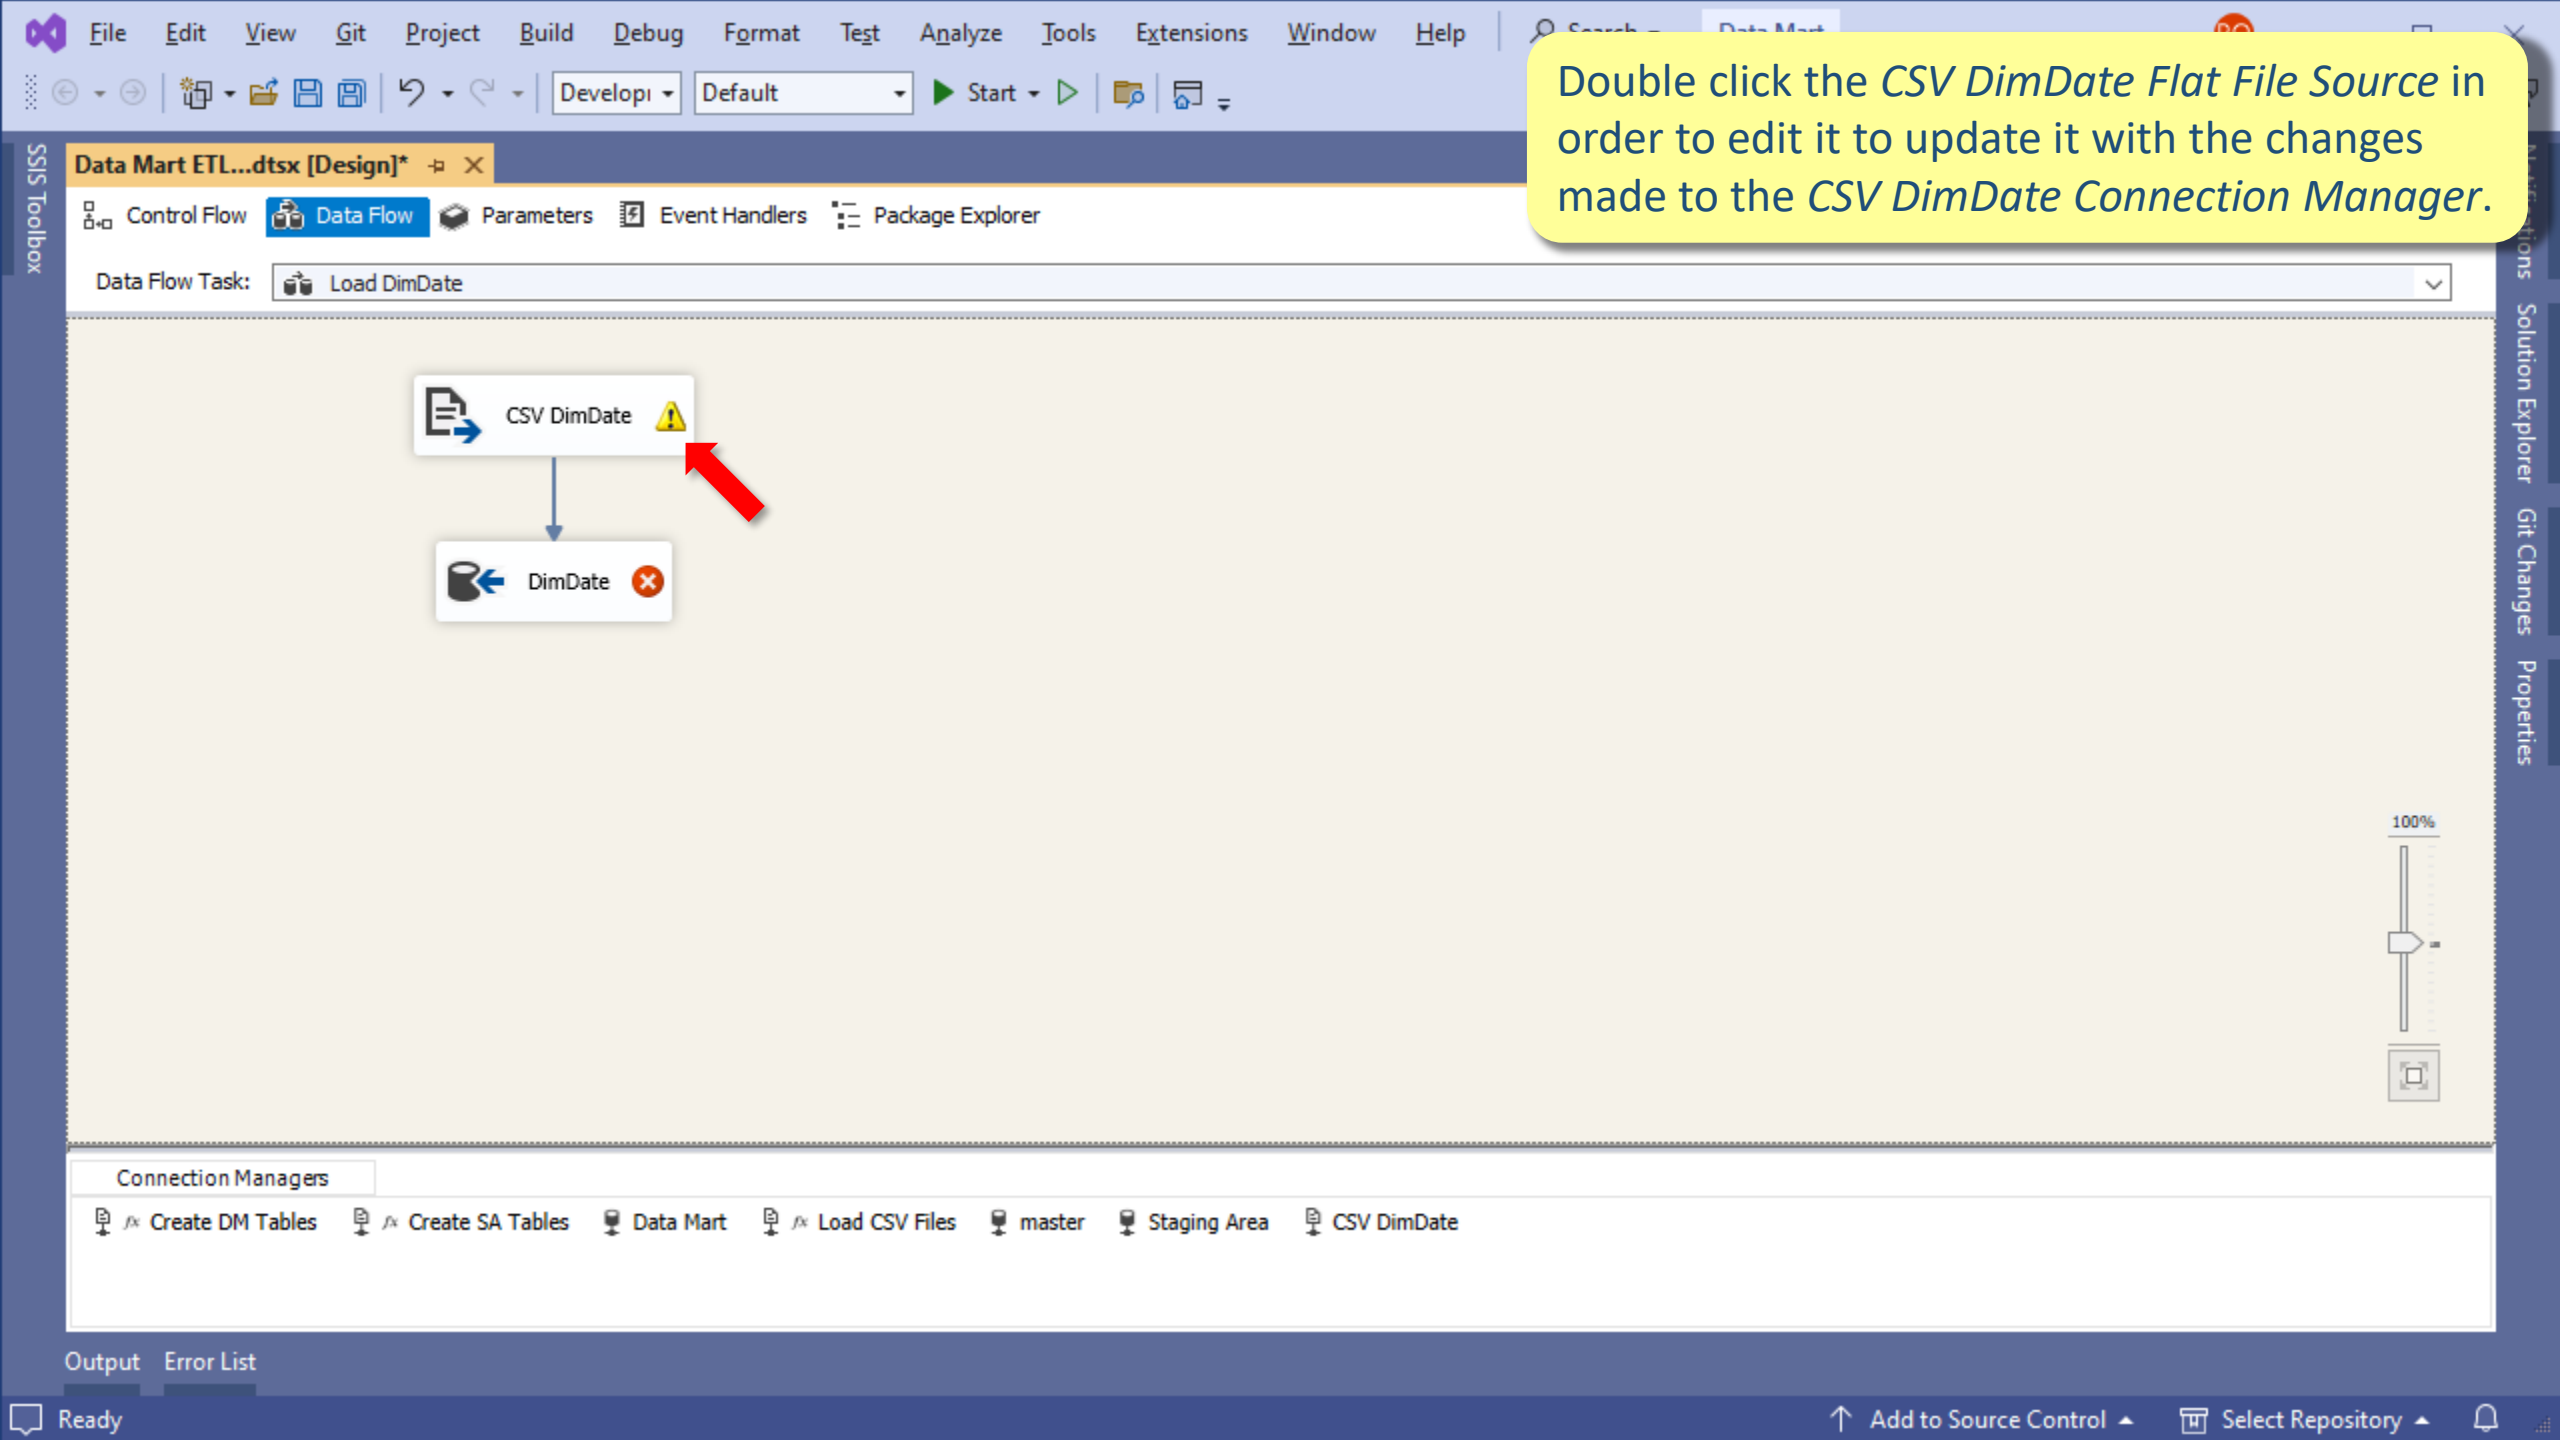 File Edit View Git Project Build Debug Format Test Analyze Tools Extensions Window Help
Default Start
Double click the CSV DimDate Flat File Source in
order to edit it to update it with the changes
made to the CSV DimDate Connection Manager.
SSIS Toolbox
Data Mart ETL...dtsx [Design]*
Control Flow Data Flow Parameters Event Handlers Package Explorer
Data Flow Task: Load DimDate
CSV DimDate
DimDate
Solution Explorer
Git Changes
Properties
100%
Connection Managers
Create DM Tables Create SA Tables Data Mart Load CSV Files master Staging Area CSV DimDate
Output Error List
Ready Add to Source Control Select Repository